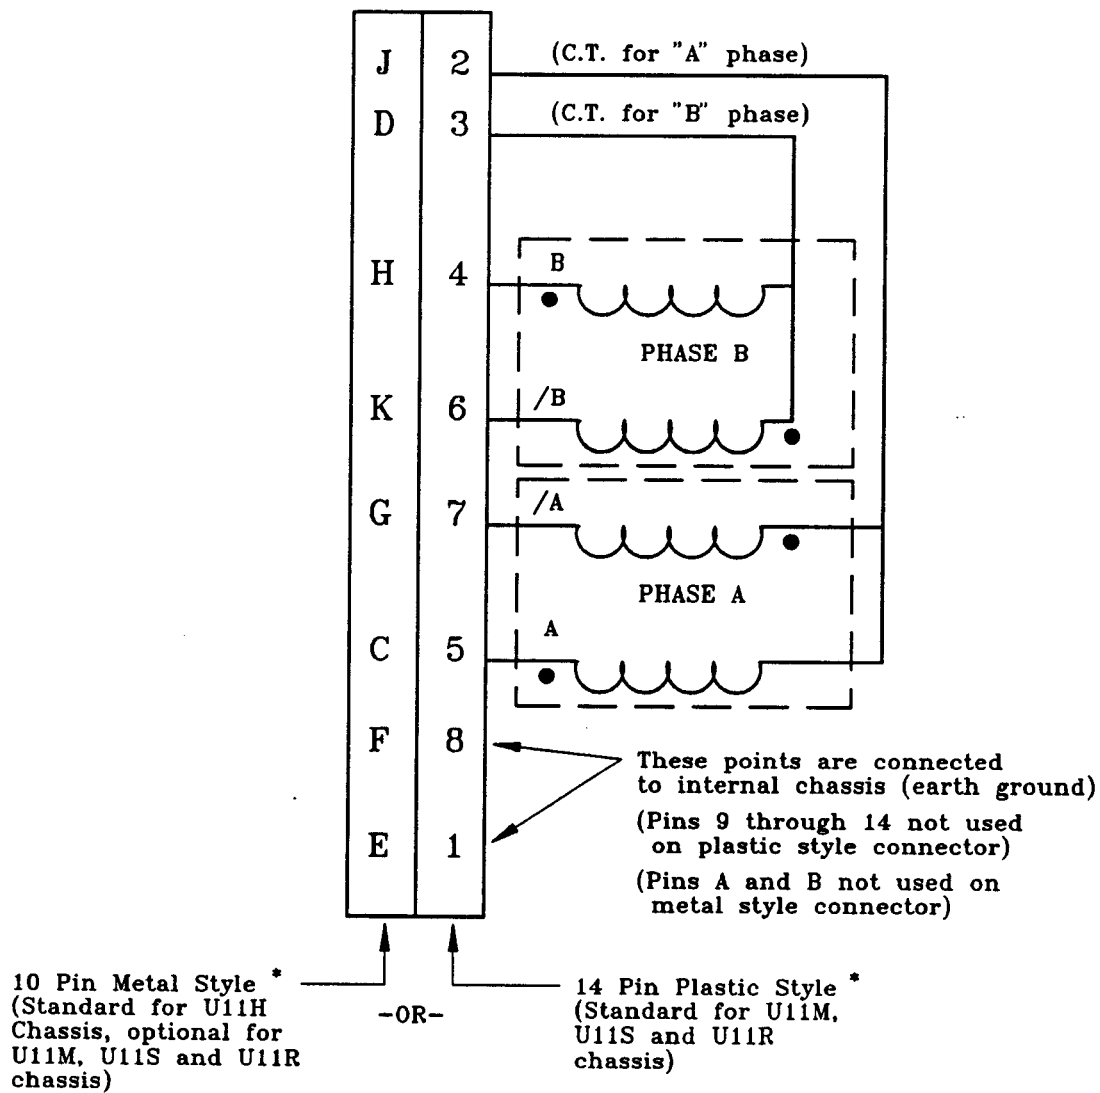 J 2 (C.T. for "A" phase)
D 3 (C.T. for "B" phase)
H 4 B
PHASE B
K 6 /B
G 7 /A
PHASE A
C 5 A
F 8
These points are connected
to internal chassis (earth ground)
(Pins 9 through 14 not used
on plastic style connector)
E 1
(Pins A and B not used on
metal style connector)
10 Pin Metal Style *
(Standard for U11H
Chassis, optional for
U11M, U11S and U11R
chassis)
-OR-
14 Pin Plastic Style *
(Standard for U11M,
U11S and U11R
chassis)